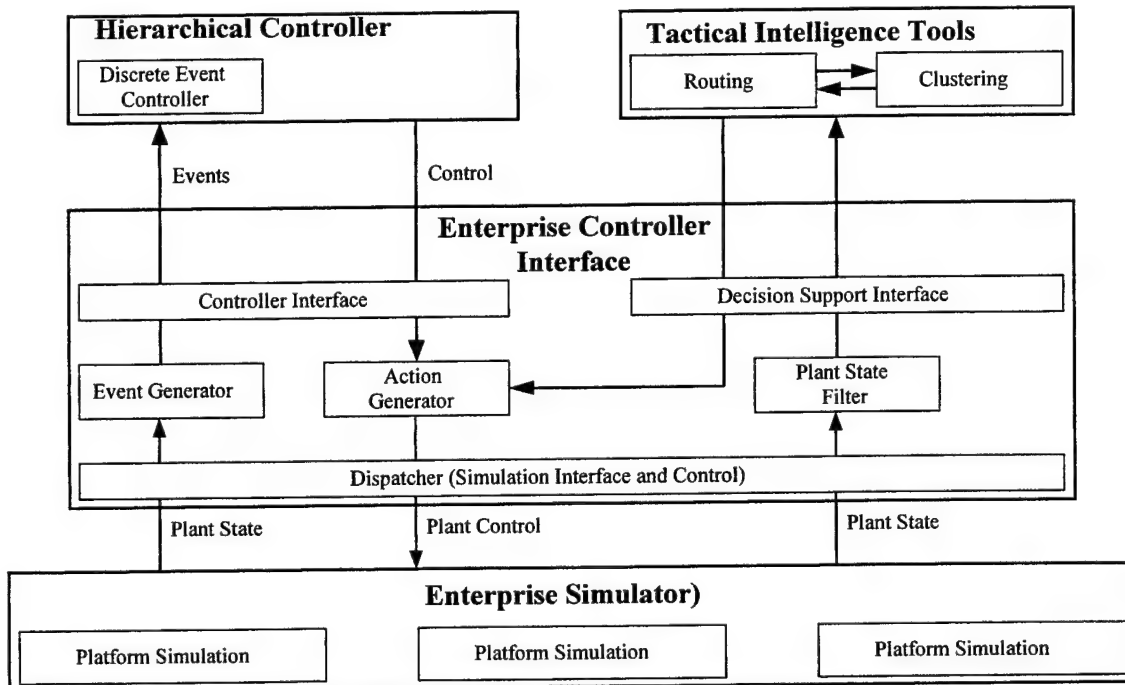 Hierarchical Controller
Discrete Event
Controller
Tactical Intelligence Tools
Routing
Clustering
Events
Control
Enterprise Controller
Interface
Controller Interface
Decision Support Interface
Event Generator
Action
Generator
Plant State
Filter
Dispatcher (Simulation Interface and Control)
Plant State
Plant Control
Plant State
Enterprise Simulator)
Platform Simulation
Platform Simulation
Platform Simulation